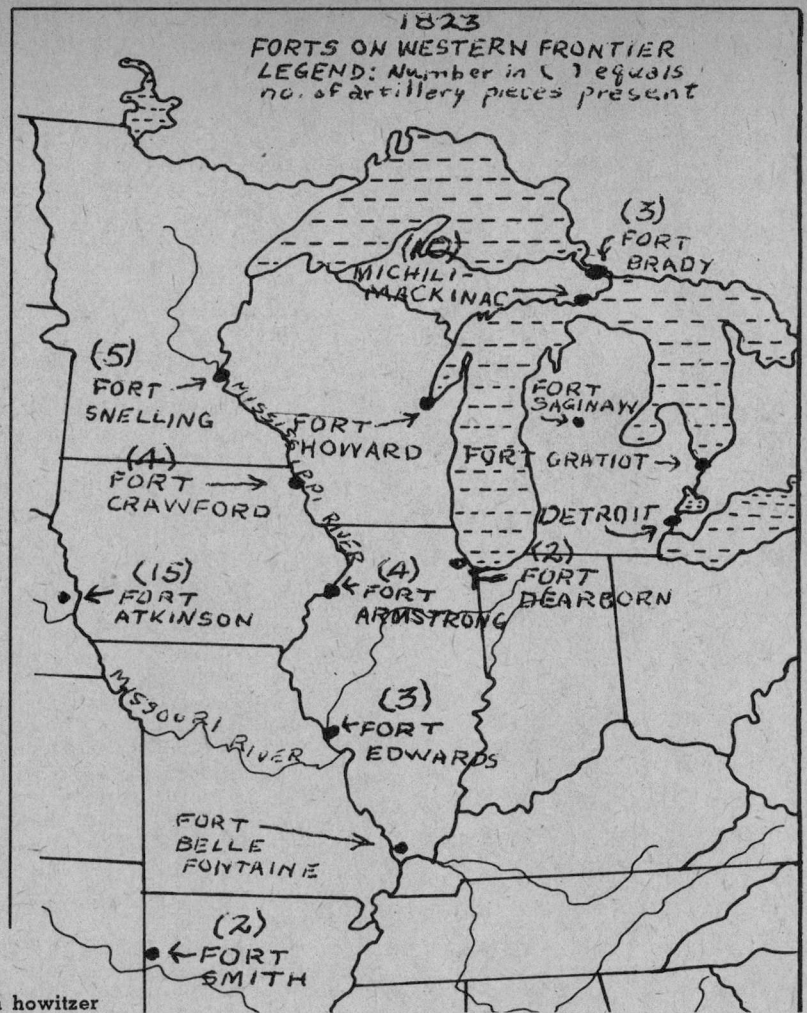 1823
FORTS ON WESTERN FRONTIER
LEGEND: Number in ( ) equals
no. of artillery pieces present
(3)
FORT
BRADY
(10)
MICHILI-
MACKINAC
(5)
FORT
SNELLING
FORT
HOWARD
FORT
SAGINAW
FORT GRATIOT
DETROIT
MISSISSIPPI RIVER
(4)
FORT
CRAWFORD
(15)
FORT
ATKINSON
(4)
FORT
ARMSTRONG
(2)
FORT
DEARBORN
MISSOURI RIVER
(3)
FORT
EDWARDS
FORT
BELLE
FONTAINE
(2)
FORT
SMITH
howitzer